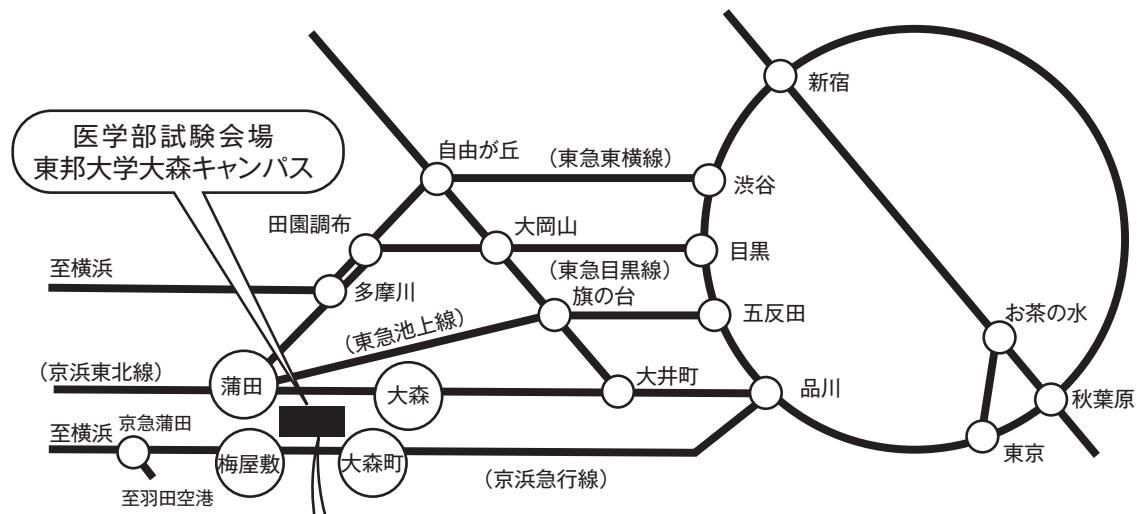 医学部試験会場
東邦大学大森キャンパス
新宿
自由が丘
(東急東横線)
渋谷
田園調布
大岡山
目黒
至横浜
(東急目黒線)
多摩川
旗の台
五反田
お茶の水
(東急池上線)
(京浜東北線)
蒲田
大森
大井町
品川
秋葉原
至横浜
京急蒲田
梅屋敷
大森町
(京浜急行線)
東京
至羽田空港